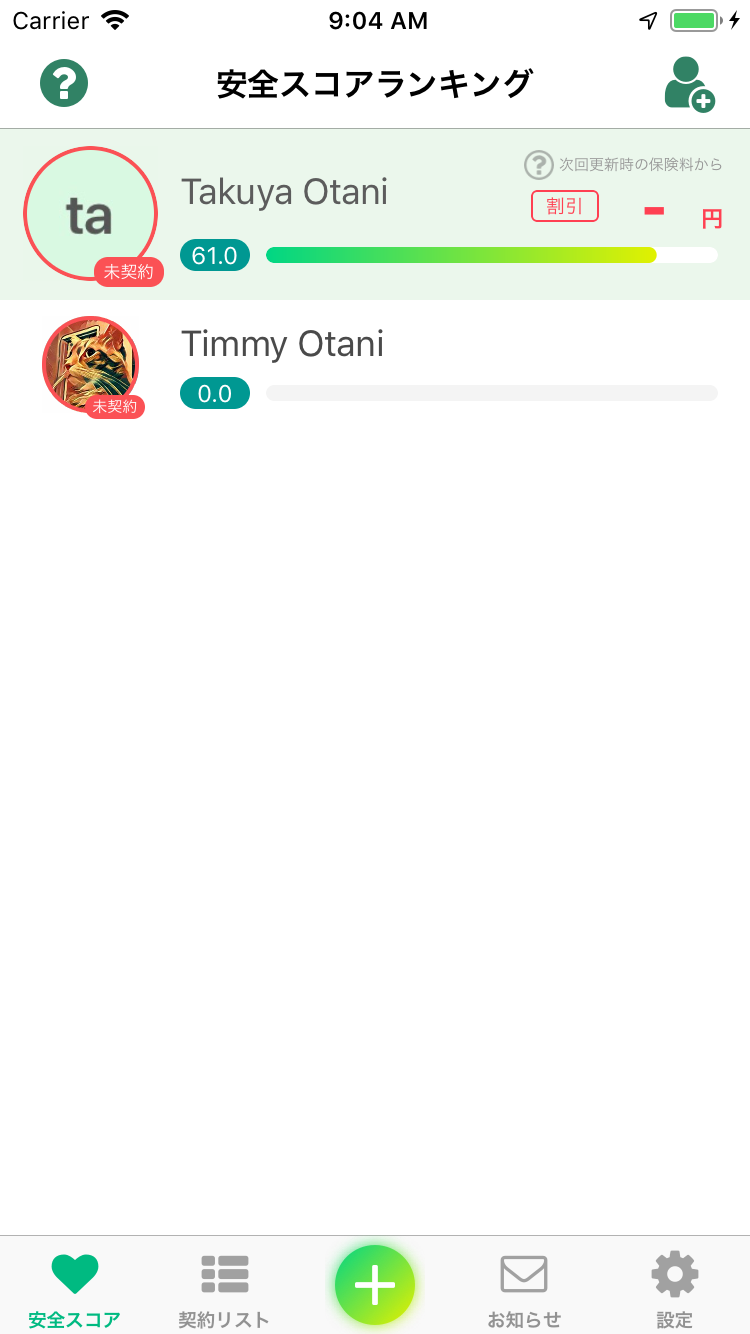 Carrier 9:04 AM
安全スコアランキング
ta
未契約
Takuya Otani
次回更新時の保険料から
割引 - 円
61.0
未契約
Timmy Otani
0.0
安全スコア 契約リスト お知らせ 設定